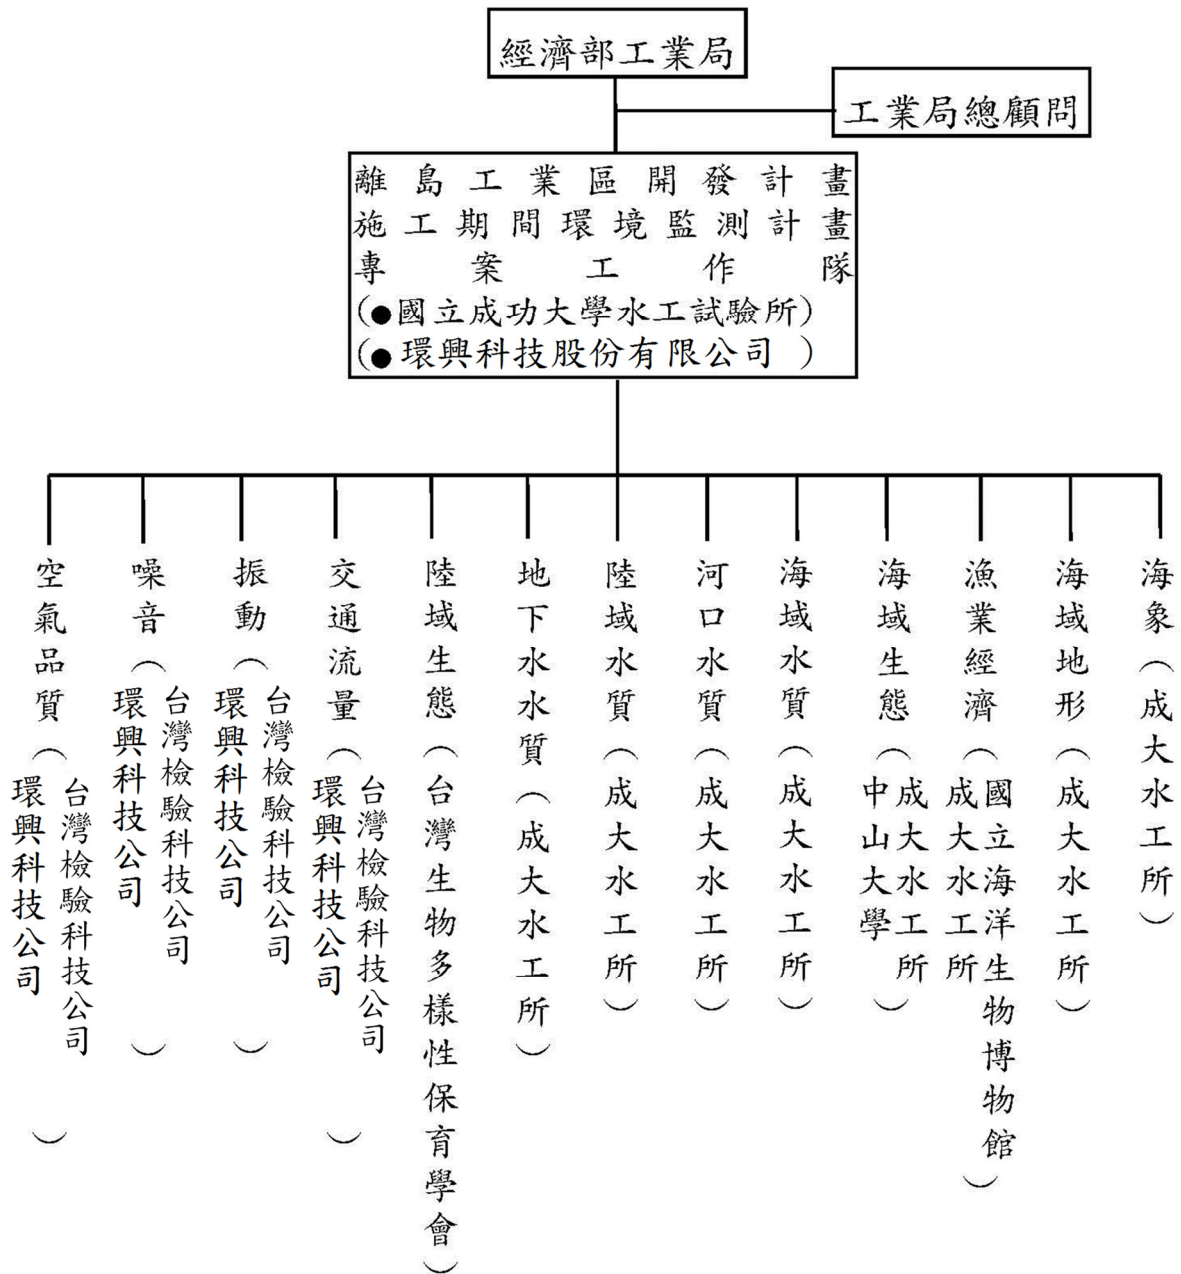 經濟部工業局
工業局總顧問
離島工業區開發計畫
施工期間環境監測計畫
專案工作隊
(●國立成功大學水工試驗所)
(●環興科技股份有限公司 )
空氣品質(
台灣檢驗科技公司
環興科技公司
)
噪音(
台灣檢驗科技公司
環興科技公司
)
振動(
台灣檢驗科技公司
環興科技公司
)
交通流量(
台灣檢驗科技公司
環興科技公司
)
陸域生態(台灣生物多樣性保育學會)
地下水水質(成大水工所)
陸域水質(成大水工所)
河口水質(成大水工所)
海域水質(成大水工所)
海域生態(
成大水工所
中山大學
)
漁業經濟(
國立海洋生物博物館
成大水工所
)
海域地形(成大水工所)
海象(成大水工所)